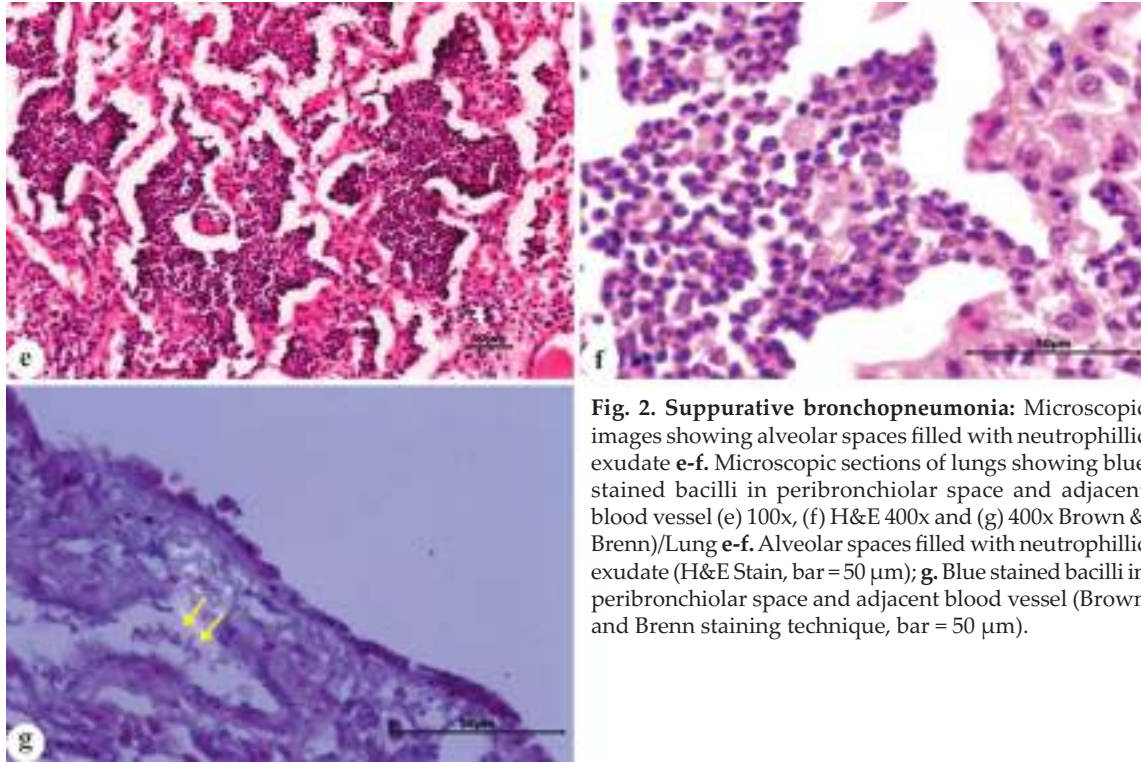 e
50µm
f
50µm
Fig. 2. Suppurative bronchopneumonia: Microscopic
images showing alveolar spaces filled with neutrophillic
exudate e-f. Microscopic sections of lungs showing blue
stained bacilli in peribronchiolar space and adjacent
blood vessel (e) 100x, (f) H&E 400x and (g) 400x Brown &
Brenn)/Lung e-f. Alveolar spaces filled with neutrophillic
exudate (H&E Stain, bar = 50 µm); g. Blue stained bacilli in
peribronchiolar space and adjacent blood vessel (Brown
and Brenn staining technique, bar = 50 µm).
50µm
g